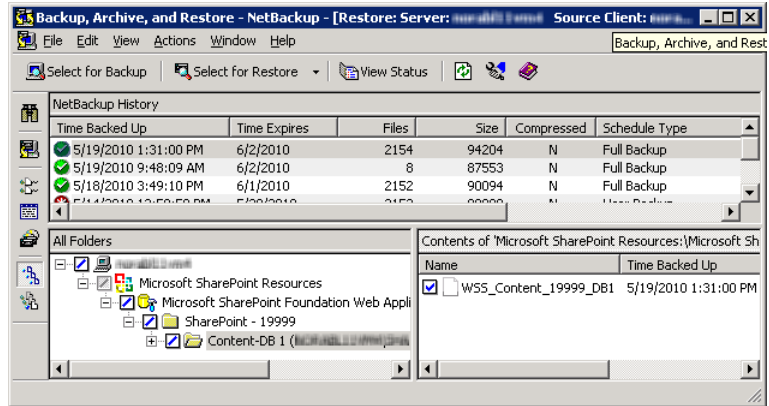 Backup, Archive, and Restore - NetBackup - [Restore: Server: Source Client:
File Edit View Actions Window Help
Backup, Archive, and Rest
Select for Backup Select for Restore View Status
NetBackup History
Time Backed Up Time Expires Files Size Compressed Schedule Type
5/19/2010 1:31:00 PM 6/2/2010 2154 94204 N Full Backup
5/19/2010 9:48:09 AM 6/2/2010 8 87553 N Full Backup
5/18/2010 3:49:10 PM 6/1/2010 2152 90094 N Full Backup
All Folders
Contents of 'Microsoft SharePoint Resources:\Microsoft Sh
Name Time Backed Up
Microsoft SharePoint Resources
WSS_Content_19999_DB1 5/19/2010 1:31:00 PM
Microsoft SharePoint Foundation Web Appli
SharePoint - 19999
Content-DB 1 (